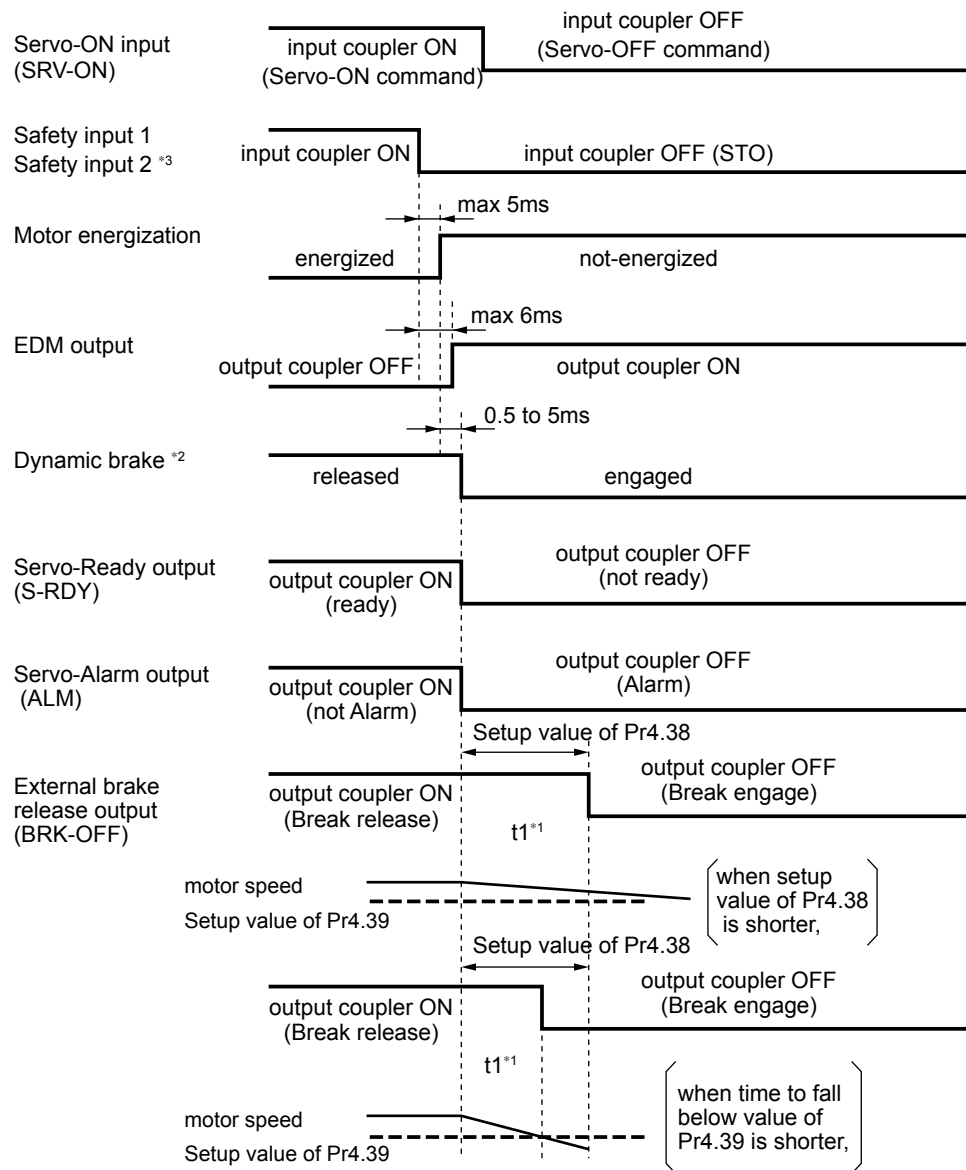 Servo-ON input
(SRV-ON)
input coupler ON
(Servo-ON command)
input coupler OFF
(Servo-OFF command)
Safety input 1
Safety input 2 *3
input coupler ON
input coupler OFF (STO)
max 5ms
Motor energization
energized
not-energized
max 6ms
EDM output
output coupler OFF
output coupler ON
0.5 to 5ms
Dynamic brake *2
released
engaged
Servo-Ready output
(S-RDY)
output coupler ON
(ready)
output coupler OFF
(not ready)
Servo-Alarm output
(ALM)
output coupler ON
(not Alarm)
output coupler OFF
(Alarm)
Setup value of Pr4.38
External brake
release output
(BRK-OFF)
output coupler ON
(Break release)
t1*1
output coupler OFF
(Break engage)
motor speed
Setup value of Pr4.39
when setup
value of Pr4.38
is shorter,
Setup value of Pr4.38
output coupler ON
(Break release)
output coupler OFF
(Break engage)
t1*1
motor speed
Setup value of Pr4.39
when time to fall
below value of
Pr4.39 is shorter,